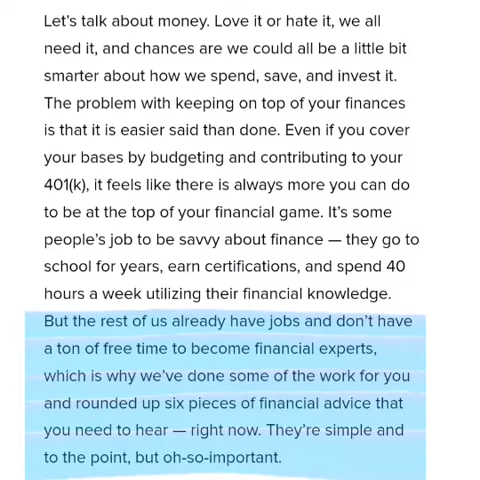 Let's talk about money. Love it or hate it, we all
need it, and chances are we could all be a little bit
smarter about how we spend, save, and invest it.
The problem with keeping on top of your finances
is that it is easier said than done. Even if you cover
your bases by budgeting and contributing to your
401(k), it feels like there is always more you can do
to be at the top of your financial game. It's some
people's job to be savvy about finance — they go to
school for years, earn certifications, and spend 40
hours a week utilizing their financial knowledge.
But the rest of us already have jobs and don't have
a ton of free time to become financial experts,
which is why we've done some of the work for you
and rounded up six pieces of financial advice that
you need to hear — right now. They're simple and
to the point, but oh-so-important.